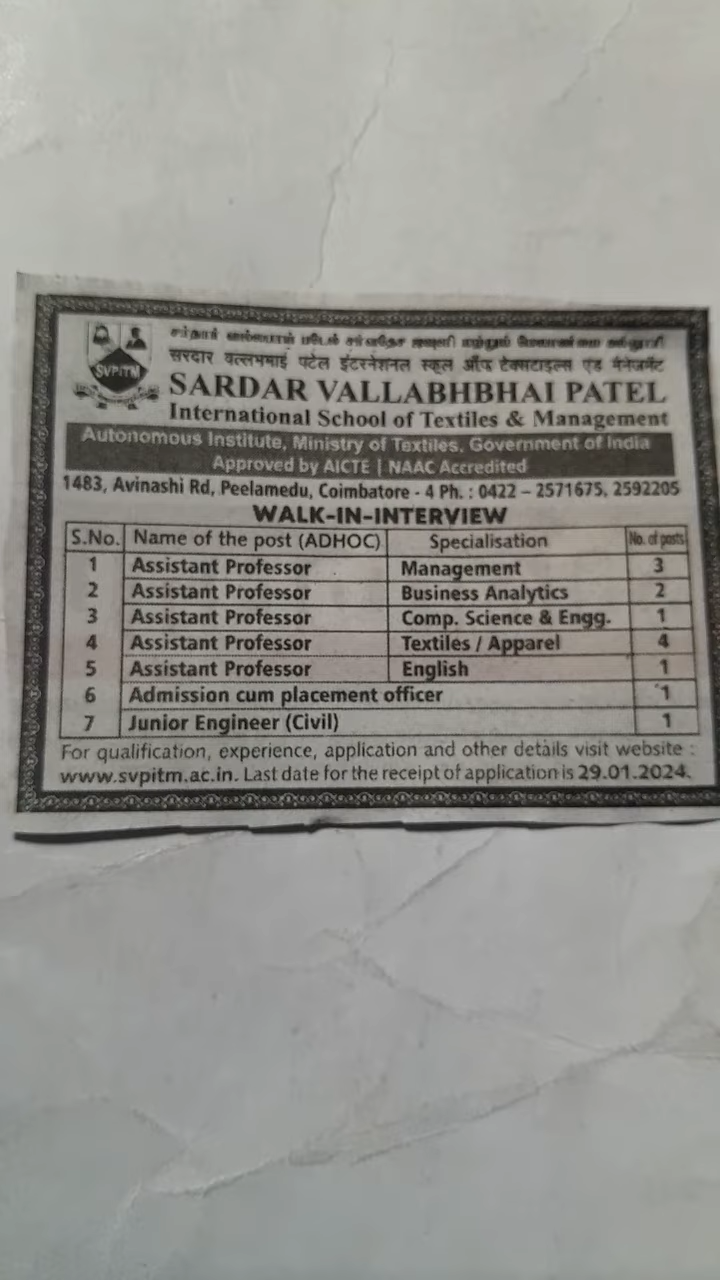 SVPITM
सरदार वल्लभभाई पटेल इंटरनेशनल स्कूल ऑफ टेक्सटाइल्स एंड मैनेजमेंट
SARDAR VALLABHBHAI PATEL
International School of Textiles & Management
Autonomous Institute, Ministry of Textiles, Government of India
Approved by AICTE | NAAC Accredited
1483, Avinashi Rd, Peelamedu, Coimbatore - 4 Ph. : 0422 – 2571675, 2592205
WALK-IN-INTERVIEW
S.No. Name of the post (ADHOC) Specialisation No. of posts
1 Assistant Professor Management 3
2 Assistant Professor Business Analytics 2
3 Assistant Professor Comp. Science & Engg. 1
4 Assistant Professor Textiles / Apparel 4
5 Assistant Professor English 1
6 Admission cum placement officer 1
7 Junior Engineer (Civil) 1
For qualification, experience, application and other details visit website :
www.svpitm.ac.in. Last date for the receipt of application is 29.01.2024.